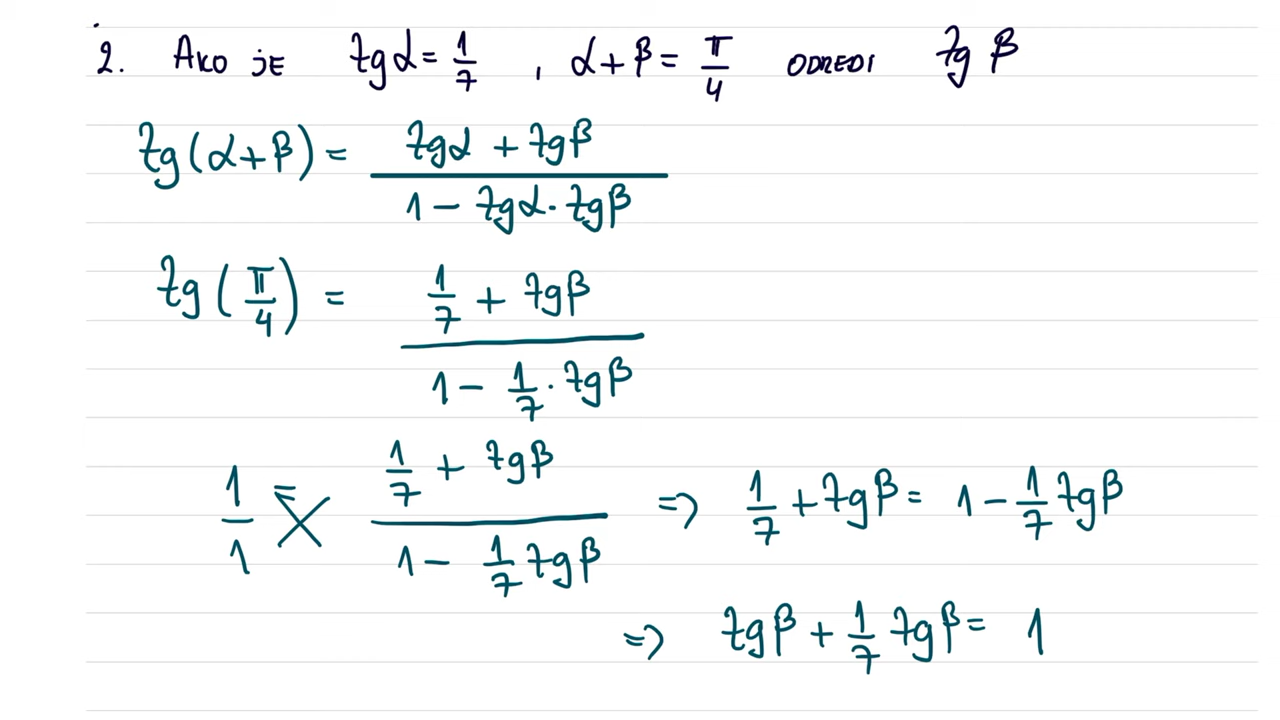 2. Ako je tgα = 1/7 , α+β = π/4 odredi tg β
tg(α+β) = (tgα + tgβ)/(1 - tgα · tgβ)
tg(π/4) = (1/7 + tgβ)/(1 - 1/7 · tgβ)
1/1 = (1/7 + tgβ)/(1 - 1/7 tgβ) => 1/7 + tgβ = 1 - 1/7 tgβ
=> tgβ + 1/7 tgβ = 1